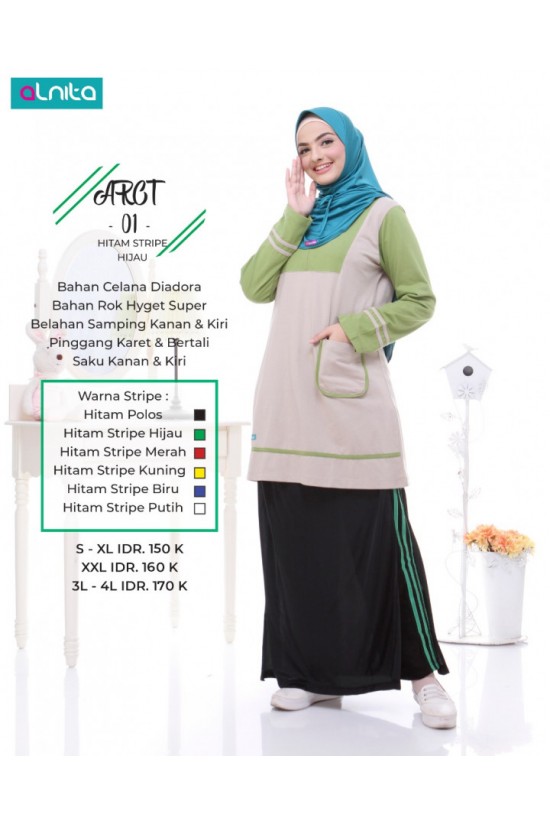 aLnita
ARCT
- 01 -
HITAM STRIPE
HIJAU
Bahan Celana Diadora
Bahan Rok Hyget Super
Belahan Samping Kanan & Kiri
Pinggang Karet & Bertali
Saku Kanan & Kiri
Warna Stripe :
Hitam Polos
Hitam Stripe Hijau
Hitam Stripe Merah
Hitam Stripe Kuning
Hitam Stripe Biru
Hitam Stripe Putih
S - XL IDR. 150 K
XXL IDR. 160 K
3L - 4L IDR. 170 K